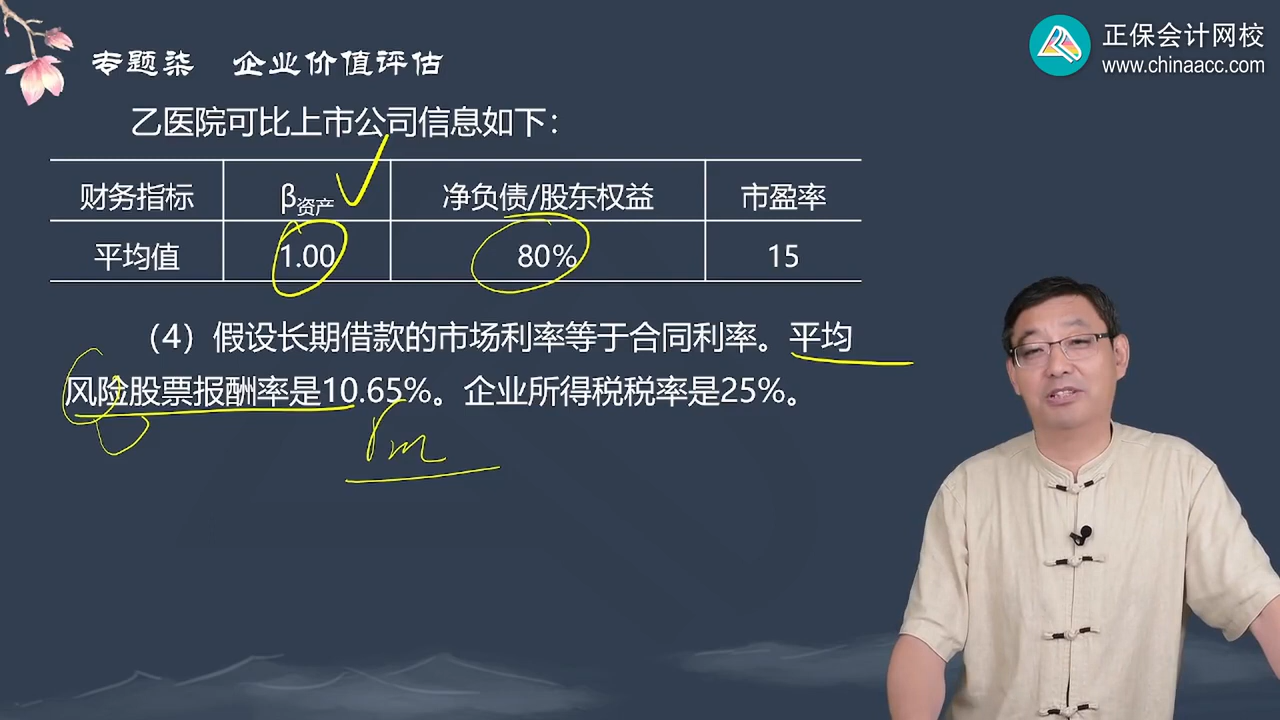 正保会计网校
www.chinaacc.com
专题柒 企业价值评估
乙医院可比上市公司信息如下：
财务指标 β资产 净负债/股东权益 市盈率
平均值 1.00 80% 15
（4）假设长期借款的市场利率等于合同利率。平均
风险股票报酬率是10.65%。企业所得税税率是25%。
rm